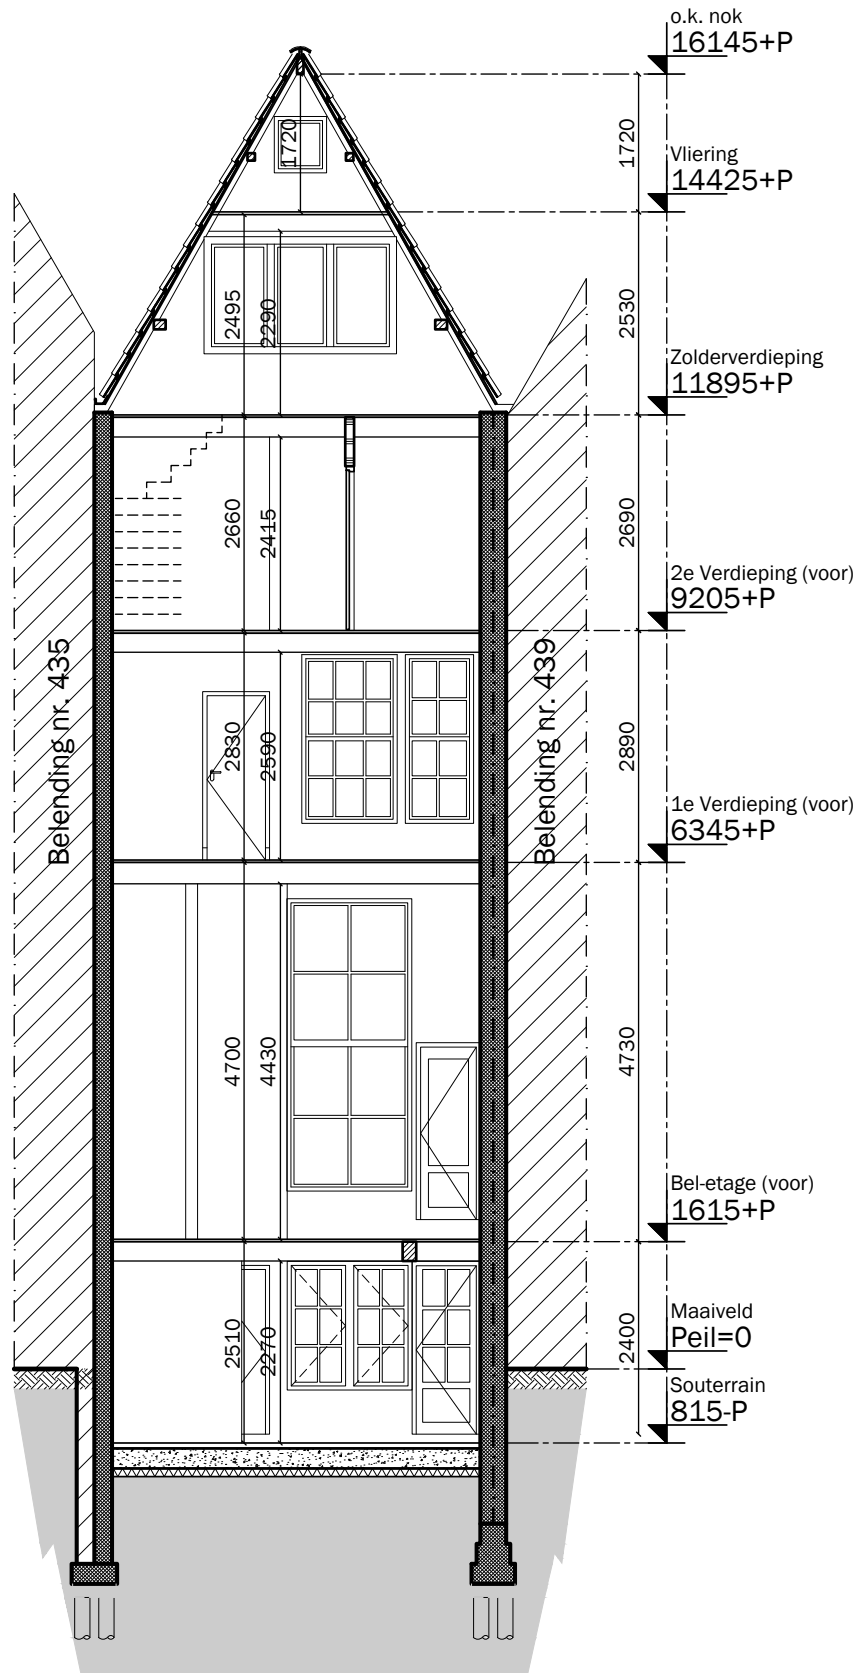 o.k. nok
16145+P
1720
1720
Vliering
14425+P
2495
2290
2530
Zolderverdieping
11895+P
2660
2415
2690
2e Verdieping (voor)
9205+P
Belending nr. 435
Belending nr. 439
2830
2590
2890
1e Verdieping (voor)
6345+P
4700
4430
4730
Bel-etage (voor)
1615+P
Maaiveld
Peil=0
2510
2270
2400
Souterrain
815-P